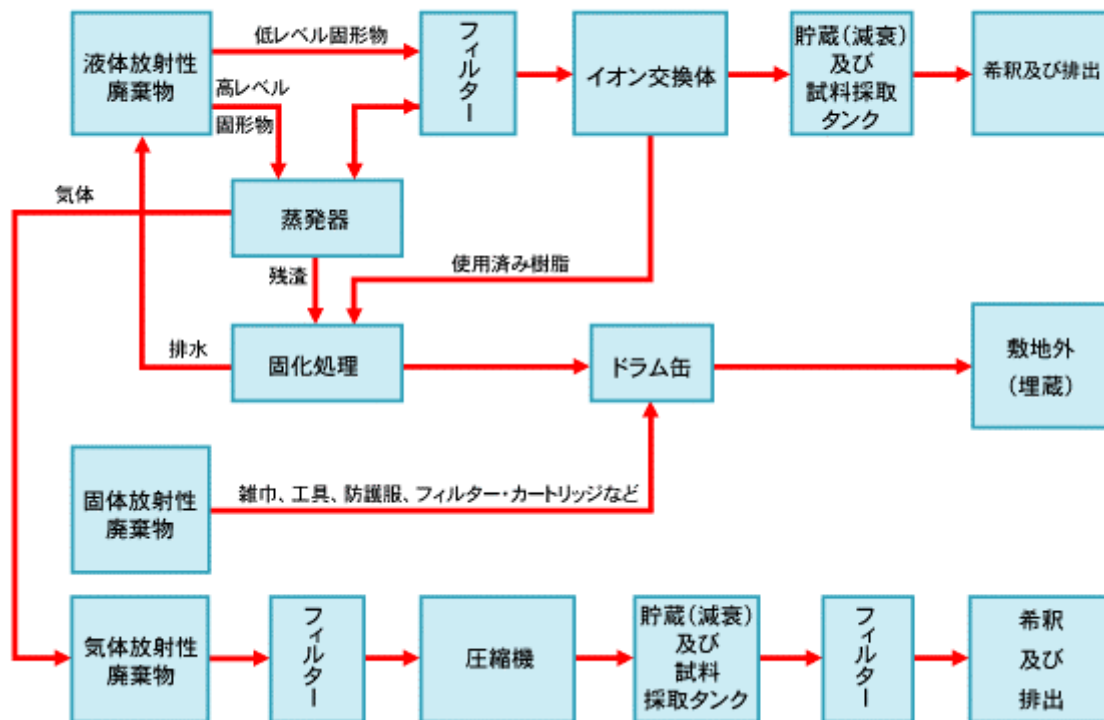 液体放射性
廃棄物
低レベル固形物
高レベル
固形物
フィルター
イオン交換体
貯蔵(減衰)
及び
試料採取
タンク
希釈及び排出
気体
蒸発器
残渣
使用済み樹脂
排水
固化処理
ドラム缶
敷地外
(埋蔵)
固体放射性
廃棄物
雑巾、工具、防護服、フィルター・カートリッジなど
気体放射性
廃棄物
フィルター
圧縮機
貯蔵(減衰)
及び
試料
採取タンク
フィルター
希釈
及び
排出